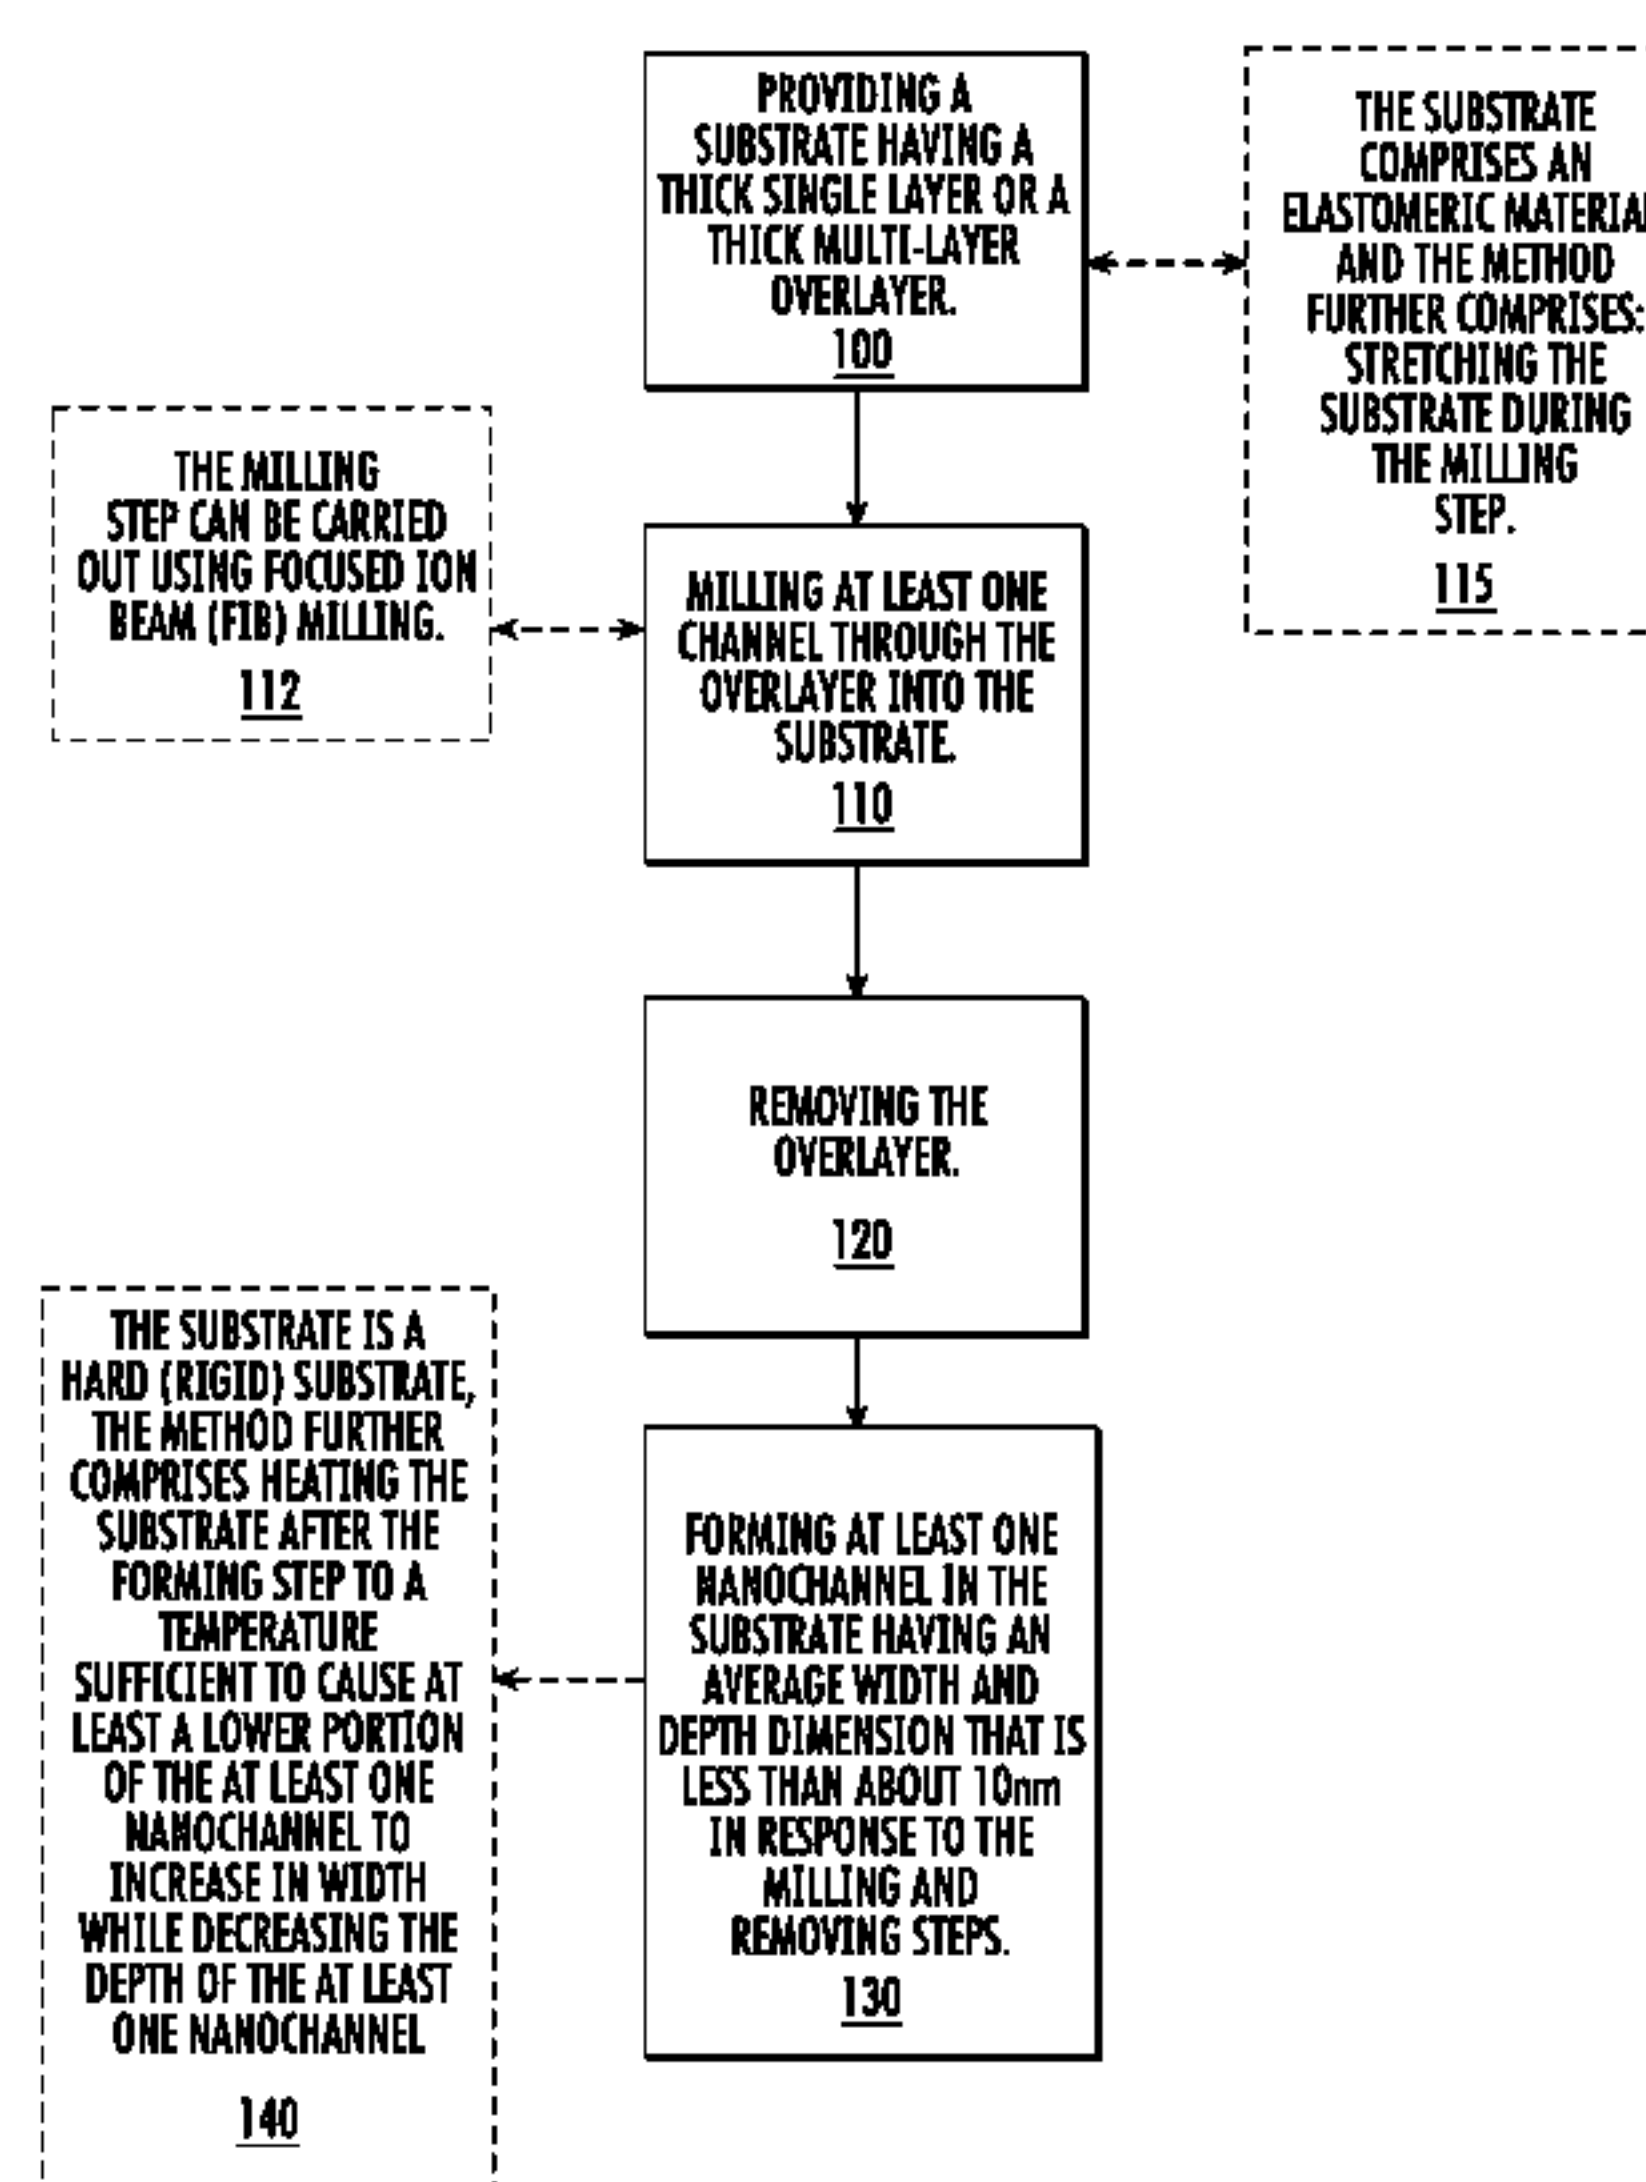 PROVIDING A
SUBSTRATE HAVING A
THICK SINGLE LAYER OR A
THICK MULTI-LAYER
OVERLAYER.
100
THE SUBSTRATE
COMPRISES AN
ELASTOMERIC MATERIAL
AND THE METHOD
FURTHER COMPRISES:
STRETCHING THE
SUBSTRATE DURING
THE MILLING
STEP.
115
THE MILLING
STEP CAN BE CARRIED
OUT USING FOCUSED ION
BEAM (FIB) MILLING.
112
MILLING AT LEAST ONE
CHANNEL THROUGH THE
OVERLAYER INTO THE
SUBSTRATE.
110
REMOVING THE
OVERLAYER.
120
THE SUBSTRATE IS A
HARD (RIGID) SUBSTRATE,
THE METHOD FURTHER
COMPRISES HEATING THE
SUBSTRATE AFTER THE
FORMING STEP TO A
TEMPERATURE
SUFFICIENT TO CAUSE AT
LEAST A LOWER PORTION
OF THE AT LEAST ONE
NANOCHANNEL TO
INCREASE IN WIDTH
WHILE DECREASING THE
DEPTH OF THE AT LEAST
ONE NANOCHANNEL
140
FORMING AT LEAST ONE
NANOCHANNEL IN THE
SUBSTRATE HAVING AN
AVERAGE WIDTH AND
DEPTH DIMENSION THAT IS
LESS THAN ABOUT 10nm
IN RESPONSE TO THE
MILLING AND
REMOVING STEPS.
130